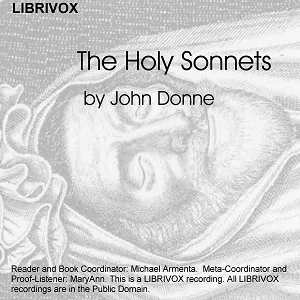 LIBRIVOX
The Holy Sonnets
by John Donne
Reader and Book Coordinator: Michael Armenta. Meta-Coordinator and
Proof-Listener: MaryAnn. This is a LIBRIVOX recording. All LIBRIVOX
recordings are in the Public Domain.